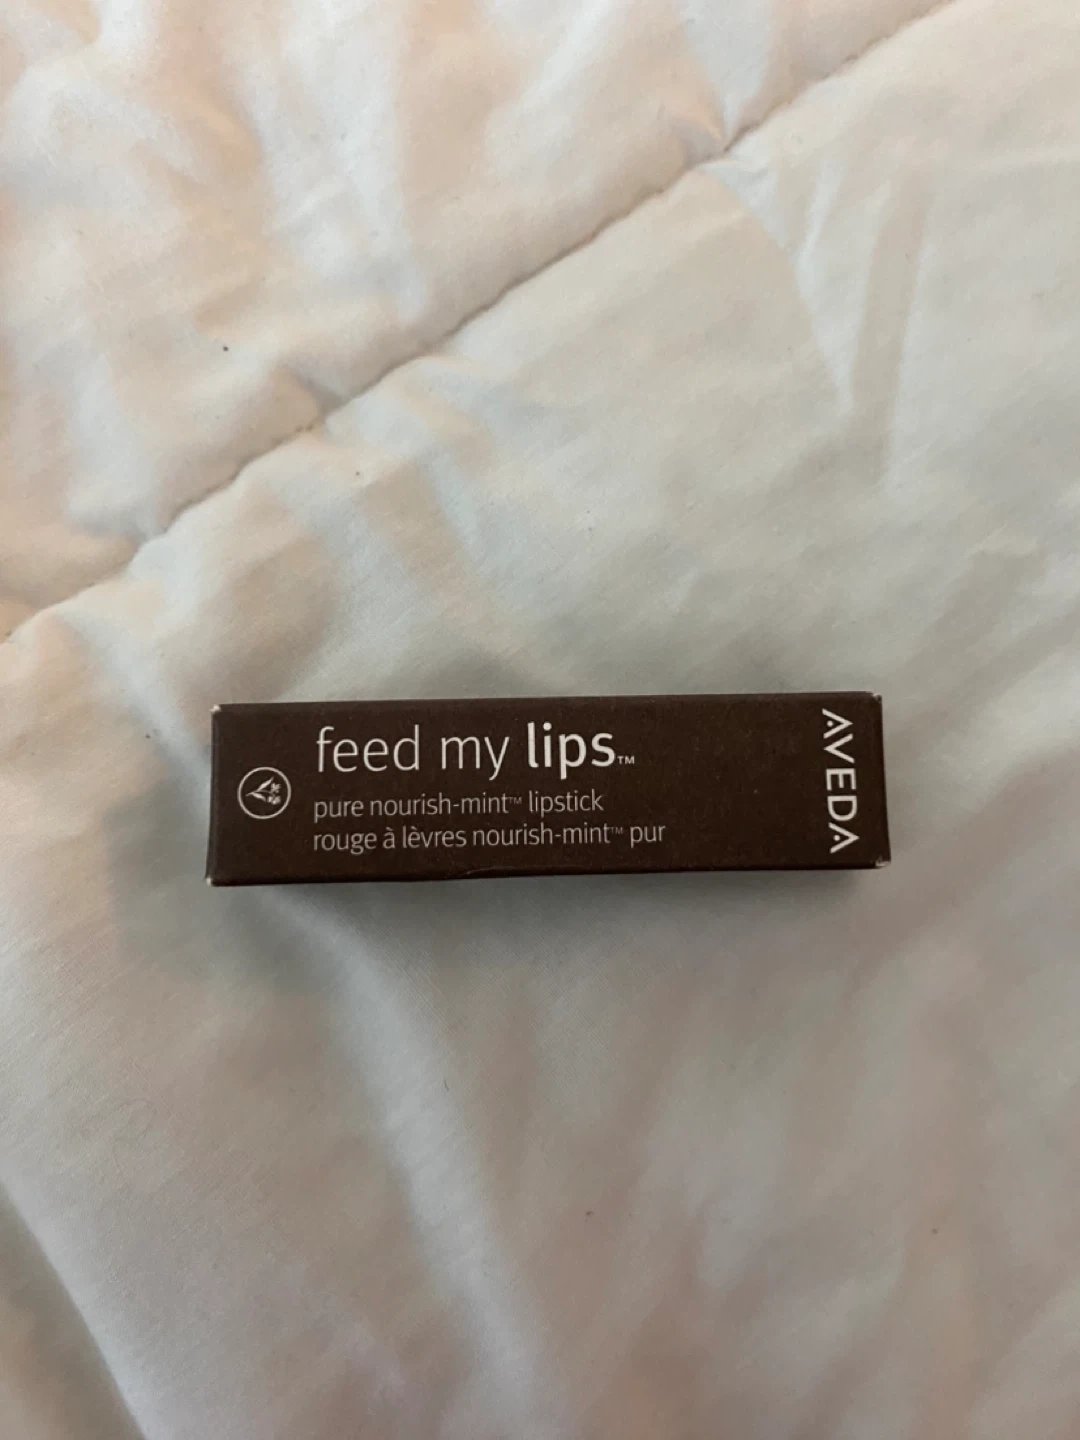 feed my lips™
pure nourish-mint™ lipstick
rouge à lèvres nourish-mint™ pur
AVEDA